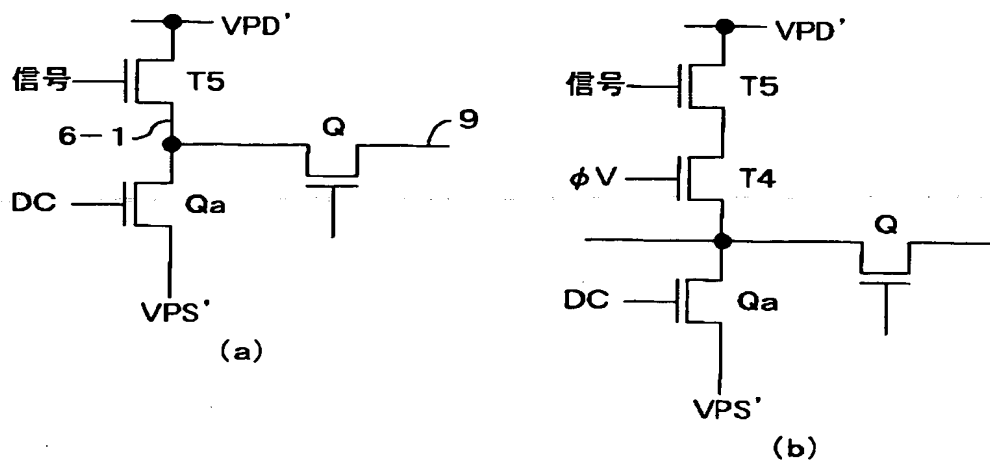 VPD'
信号
T5
6-1
Q
9
DC
Qa
VPS'
(a)
VPD'
信号
T5
φV
T4
Q
DC
Qa
VPS'
(b)